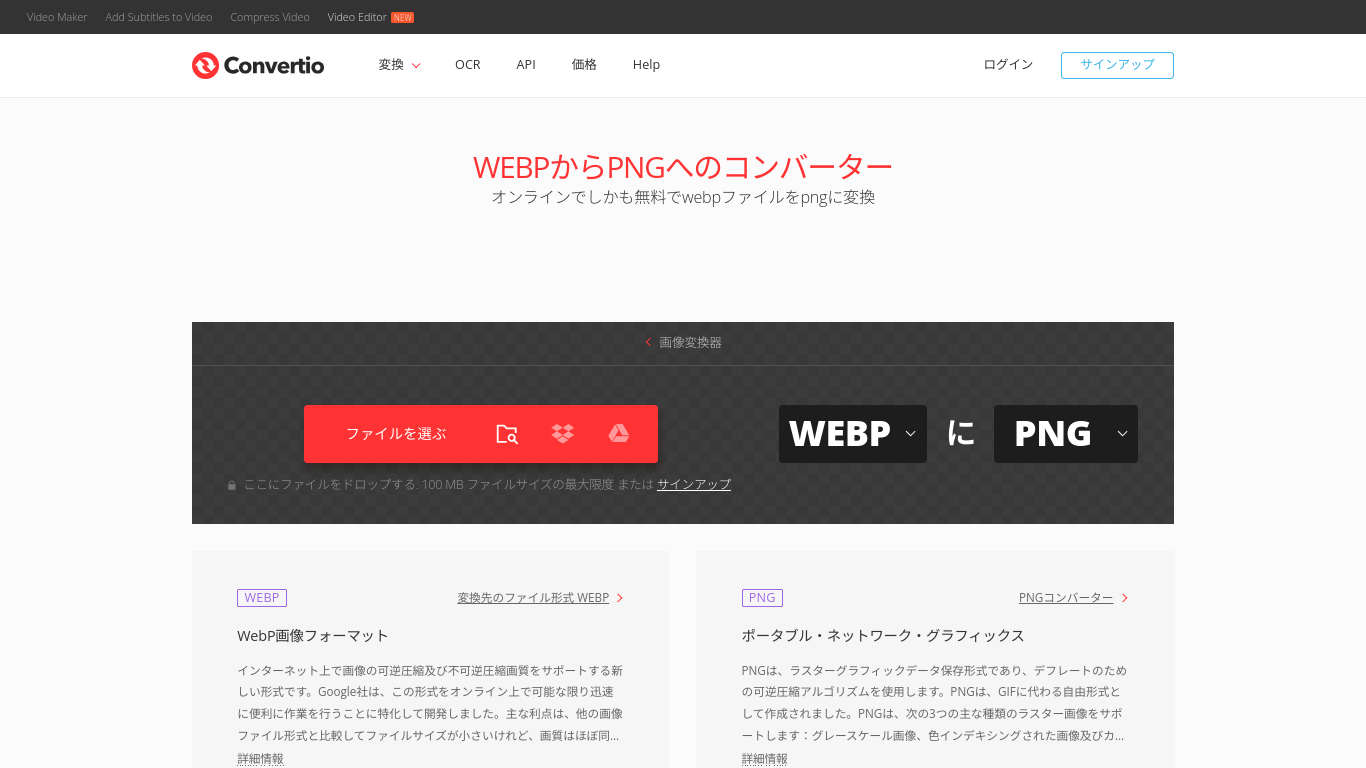 Video Maker Add Subtitles to Video Compress Video Video Editor NEW
Convertio 変換 OCR API 価格 Help ログイン サインアップ
WEBPからPNGへのコンバーター
オンラインでしかも無料でwebpファイルをpngに変換
画像変換器
ファイルを選ぶ WEBP に PNG
ここにファイルをドロップする. 100 MB ファイルサイズの最大限度 または サインアップ
WEBP 変換先のファイル形式 WEBP
WebP画像フォーマット
インターネット上で画像の可逆圧縮及び不可逆圧縮画質をサポートする新
しい形式です。Google社は、この形式をオンライン上で可能な限り迅速
に便利に作業を行うことに特化して開発しました。主な利点は、他の画像
ファイル形式と比較してファイルサイズが小さいけれど、画質はほぼ同...
詳細情報
PNG PNGコンバーター
ポータブル・ネットワーク・グラフィックス
PNGは、ラスターグラフィックデータ保存形式であり、デフレートのため
の可逆圧縮アルゴリズムを使用します。PNGは、GIFに代わる自由形式と
して作成されました。PNGは、次の3つの主な種類のラスター画像をサポ
ートします：グレースケール画像、色インデキシングされた画像及びカ...
詳細情報